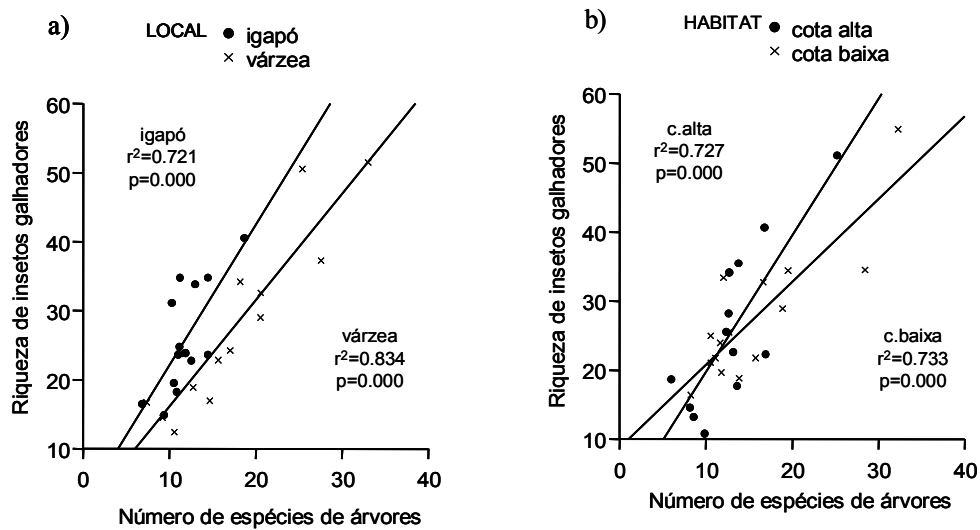 a)
LOCAL ● igapó
× várzea
Riqueza de insetos galhadores
60
50
40
30
20
10
igapó
r²=0.721
p=0.000
várzea
r²=0.834
p=0.000
0 10 20 30 40
Número de espécies de árvores
b)
HABITAT ● cota alta
× cota baixa
Riqueza de insetos galhadores
60
50
40
30
20
10
c.alta
r²=0.727
p=0.000
c.baixa
r²=0.733
p=0.000
0 10 20 30 40
Número de espécies de árvores